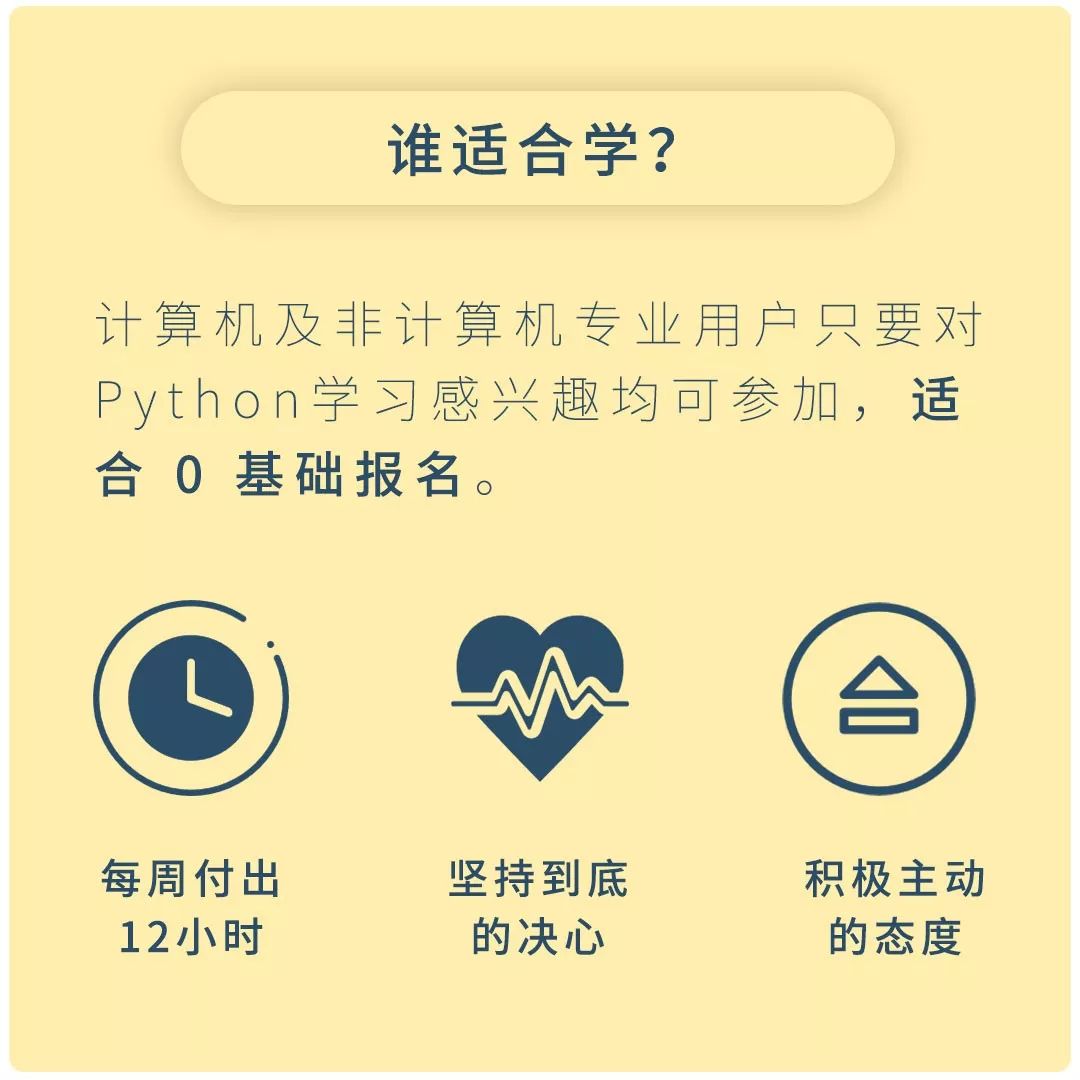 谁适合学?
计算机及非计算机专业用户只要对
Python学习感兴趣均可参加，适
合 0 基础报名。
每周付出
12小时
坚持到底
的决心
积极主动
的态度